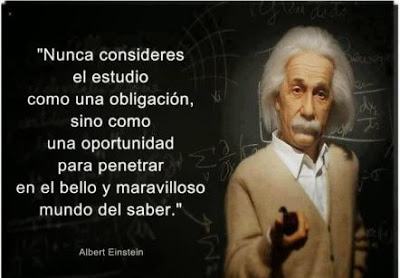 "Nunca consideres
el estudio
como una obligación,
sino como
una oportunidad
para penetrar
en el bello y maravilloso
mundo del saber."
Albert Einstein